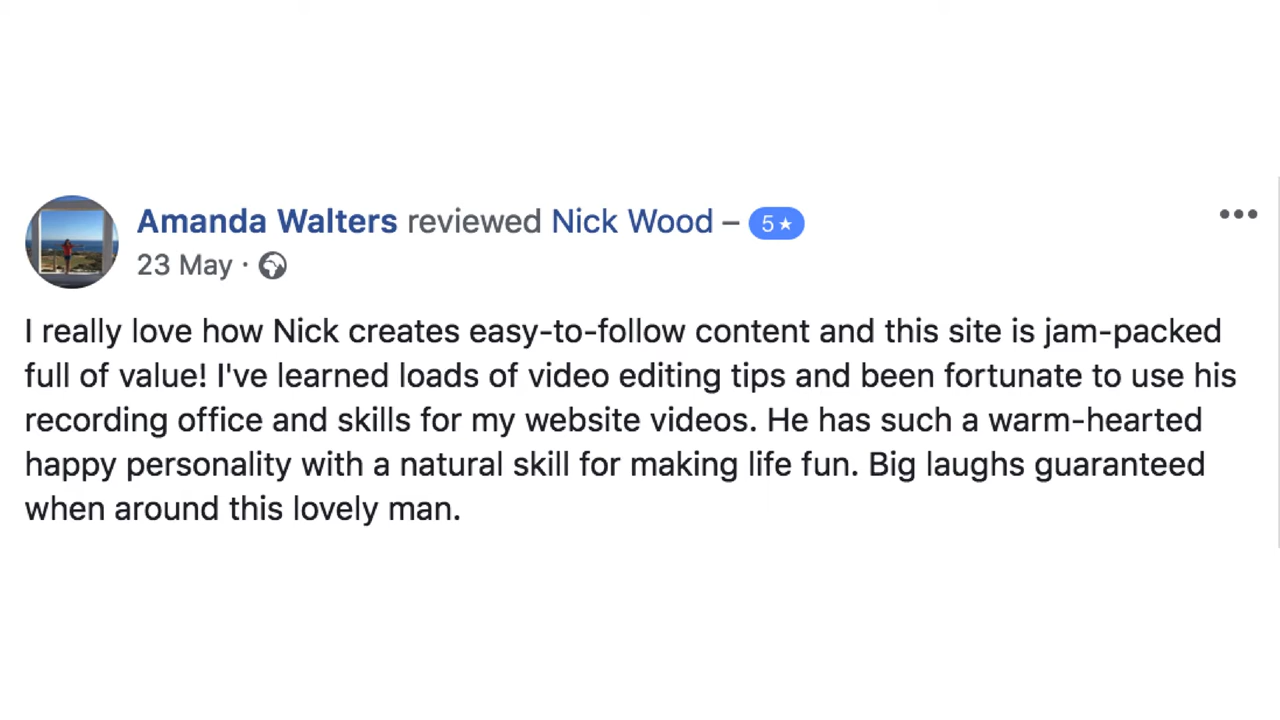 Amanda Walters reviewed Nick Wood – 5★
23 May ·
I really love how Nick creates easy-to-follow content and this site is jam-packed
full of value! I've learned loads of video editing tips and been fortunate to use his
recording office and skills for my website videos. He has such a warm-hearted
happy personality with a natural skill for making life fun. Big laughs guaranteed
when around this lovely man.